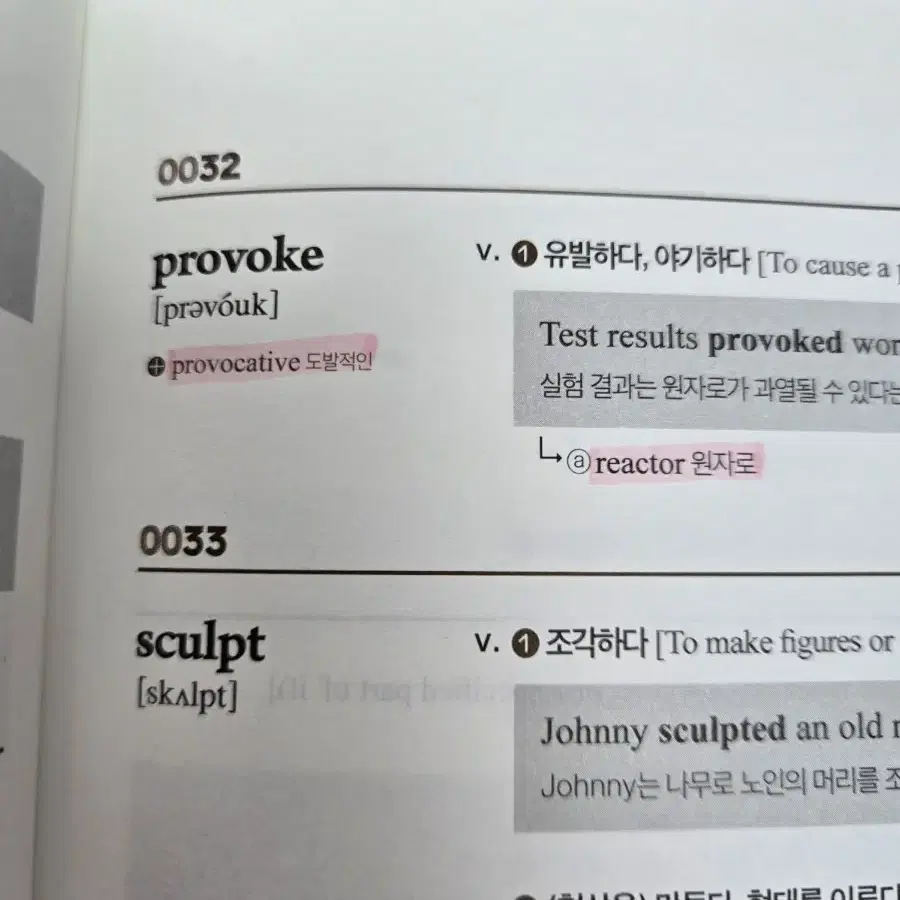 0032
provoke
[prəvóuk]
⊕ provocative 도발적인
v. ❶ 유발하다, 야기하다 [To cause a
Test results provoked
실험 결과는 원자로가 과열될 수 있다는
↳ ⓐ reactor 원자로
0033
sculpt
[skʌlpt]
v. ❶ 조각하다 [To make figures or
Johnny sculpted an old
Johnny는 나무로 노인의 머리를